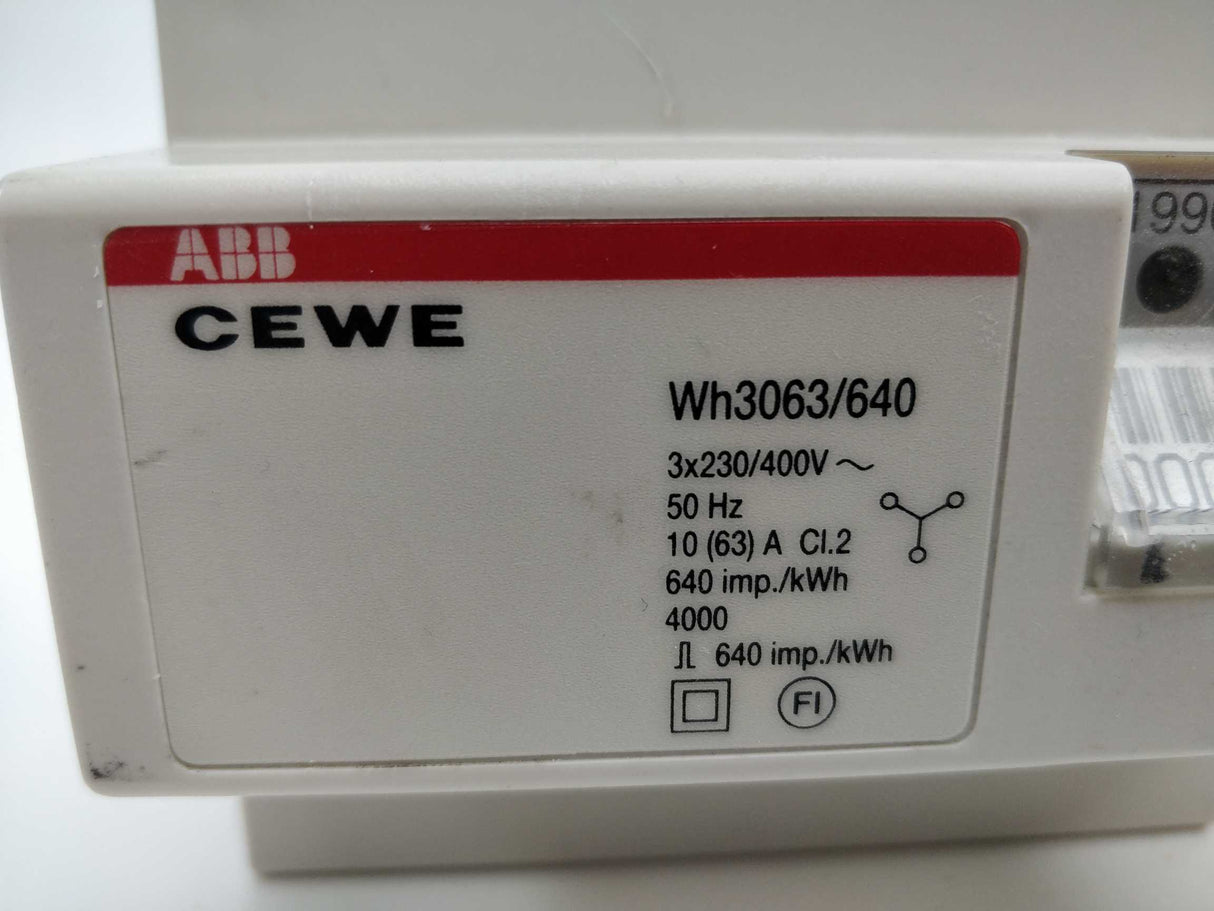 ABB
CEWE
Wh3063/640
3x230/400V ~
50 Hz
10 (63) A Cl.2
640 imp./kWh
4000
640 imp./kWh
FI